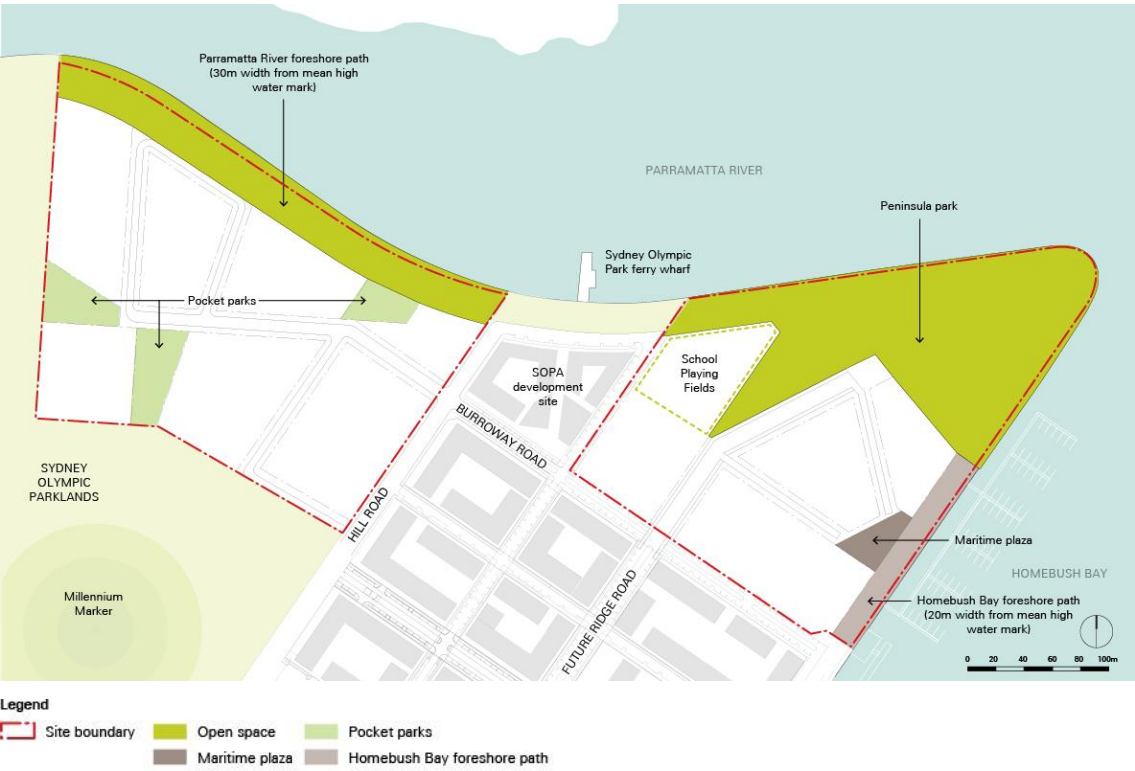 Parramatta River foreshore path
(30m width from mean high
water mark)
PARRAMATTA RIVER
Peninsula park
Sydney Olympic
Park ferry wharf
Pocket parks
School
Playing
Fields
SOPA
development
site
BURROWAY ROAD
SYDNEY
OLYMPIC
PARKLANDS
HILL ROAD
Maritime plaza
HOMEBUSH BAY
Millennium
Marker
FUTURE RIDGE ROAD
Homebush Bay foreshore path
(20m width from mean high
water mark)
0 20 40 60 80 100m
Legend
Site boundary Open space Pocket parks
Maritime plaza Homebush Bay foreshore path